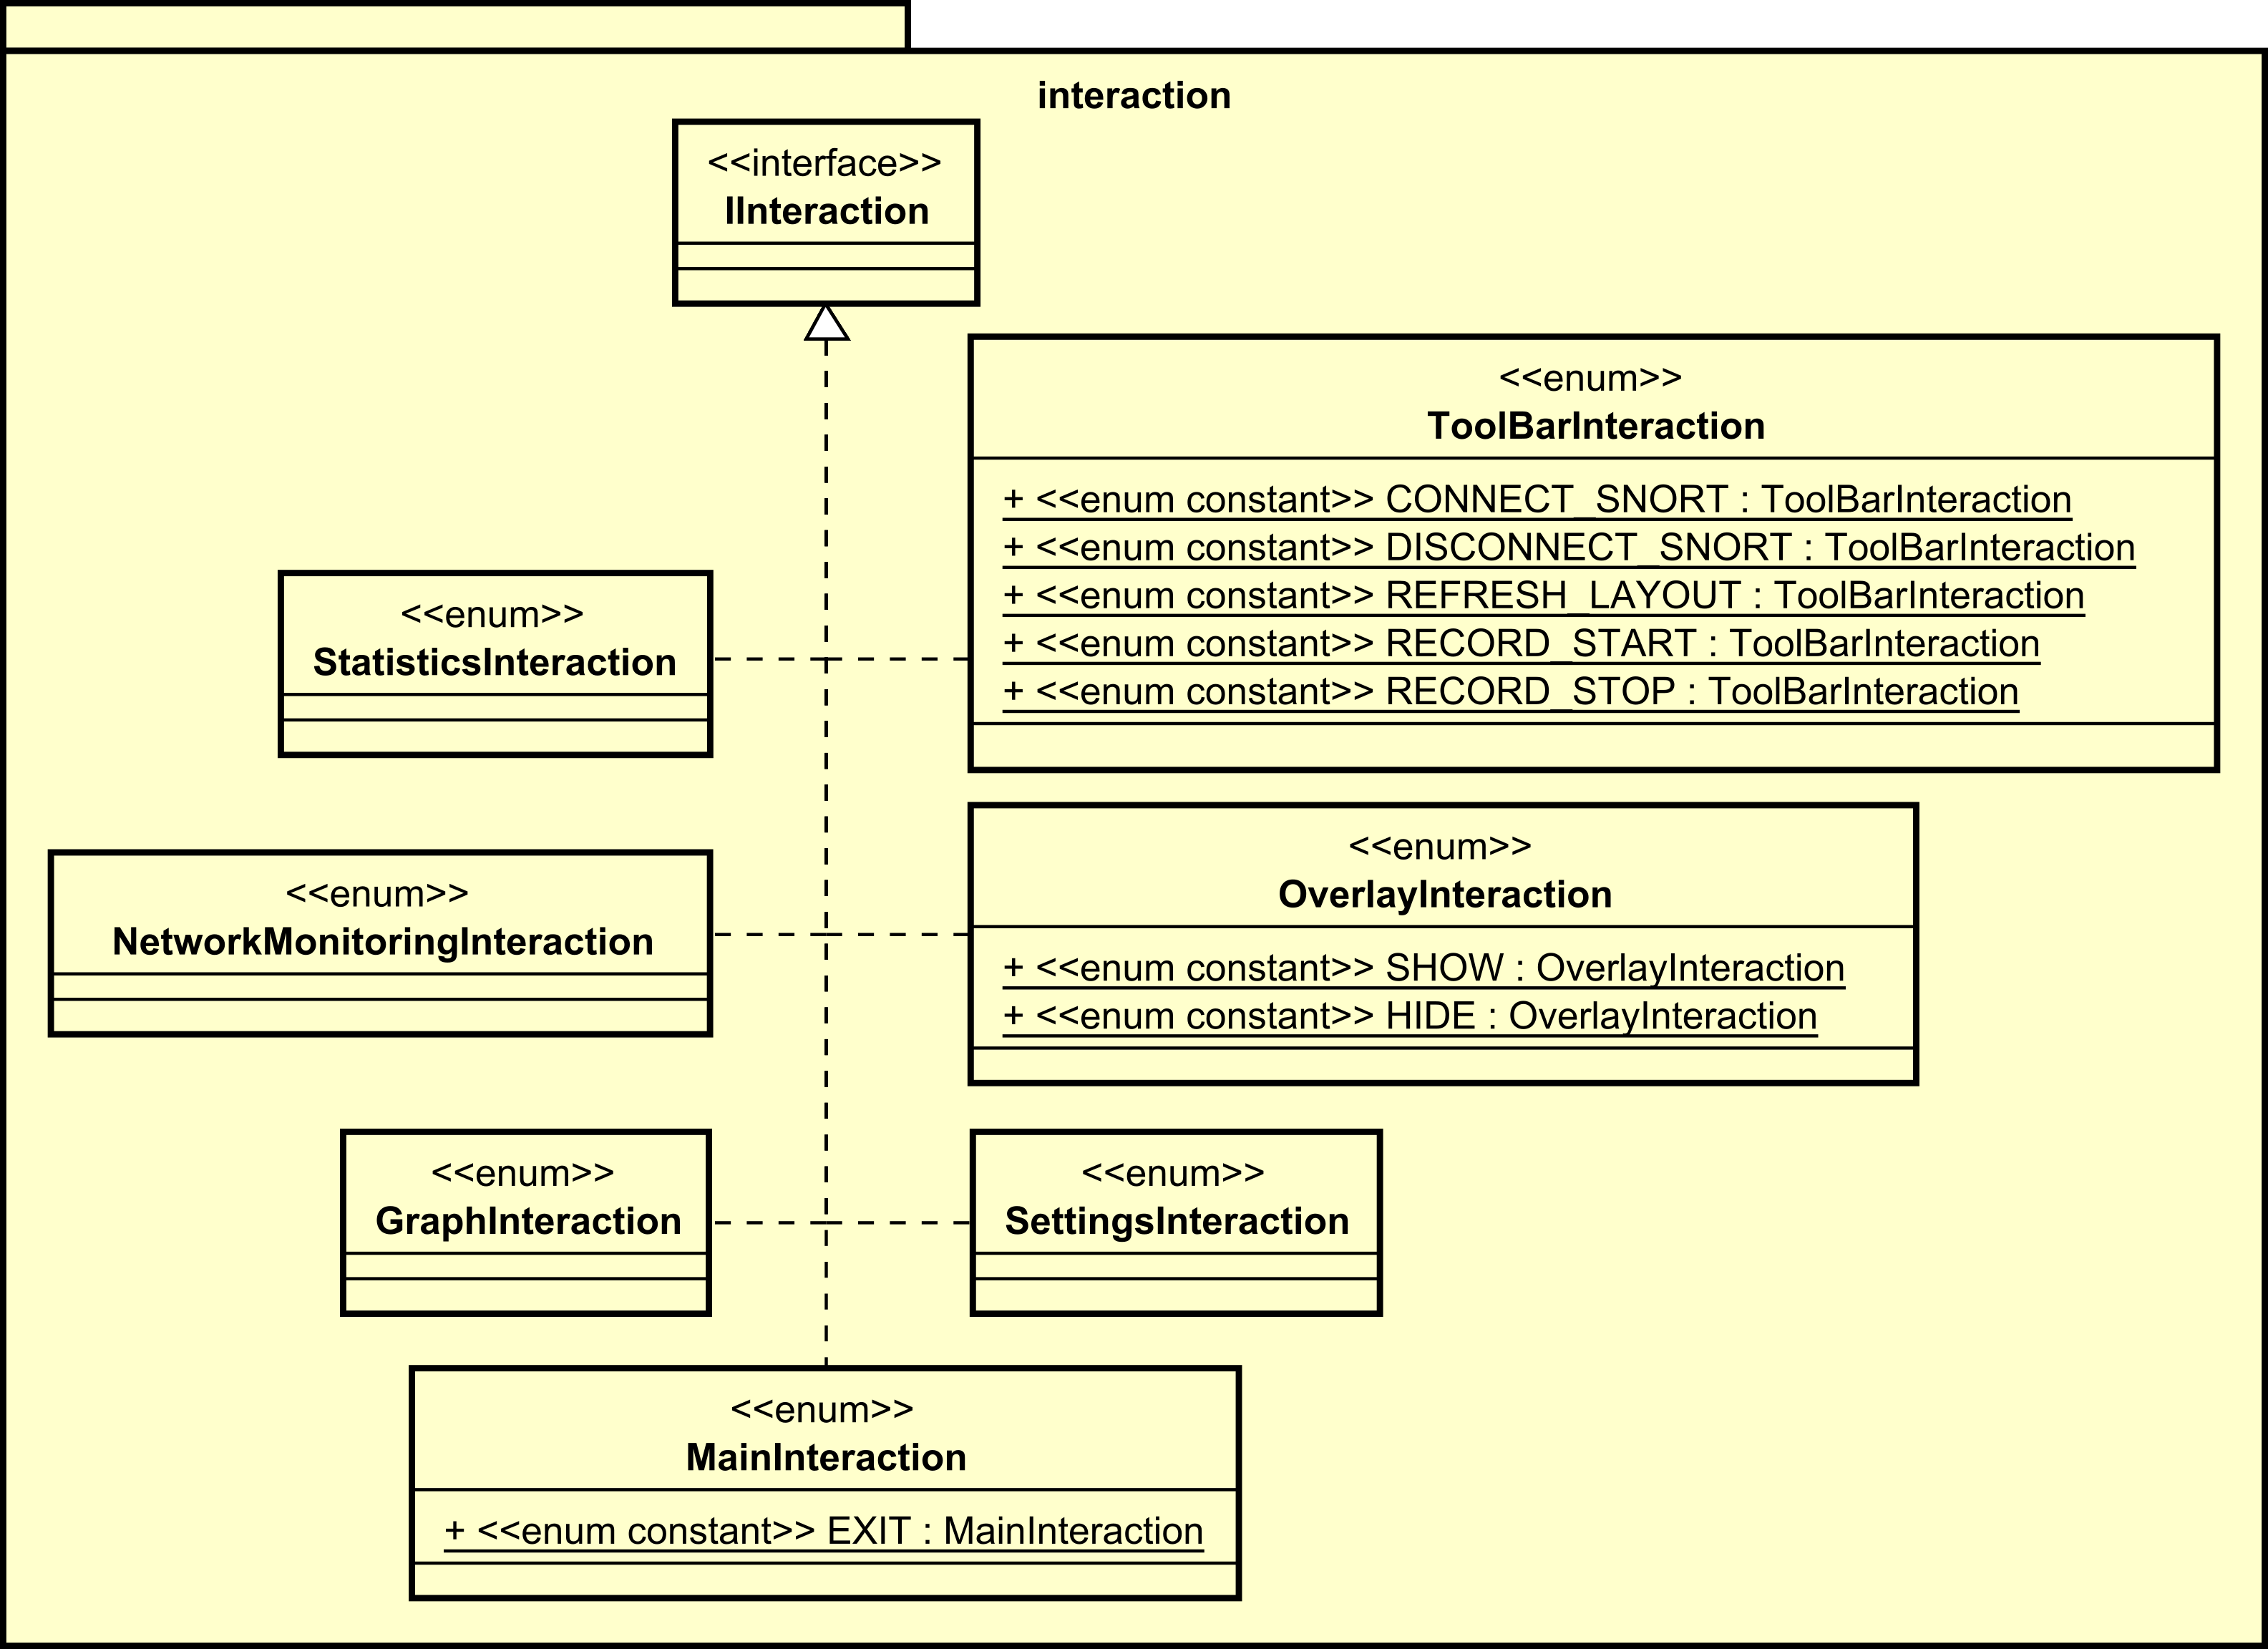 interaction
<<interface>>
IInteraction
<<enum>>
ToolBarInteraction
+ <<enum constant>> CONNECT_SNORT : ToolBarInteraction
+ <<enum constant>> DISCONNECT_SNORT : ToolBarInteraction
+ <<enum constant>> REFRESH_LAYOUT : ToolBarInteraction
+ <<enum constant>> RECORD_START : ToolBarInteraction
+ <<enum constant>> RECORD_STOP : ToolBarInteraction
<<enum>>
StatisticsInteraction
<<enum>>
OverlayInteraction
+ <<enum constant>> SHOW : OverlayInteraction
+ <<enum constant>> HIDE : OverlayInteraction
<<enum>>
NetworkMonitoringInteraction
<<enum>>
GraphInteraction
<<enum>>
SettingsInteraction
<<enum>>
MainInteraction
+ <<enum constant>> EXIT : MainInteraction